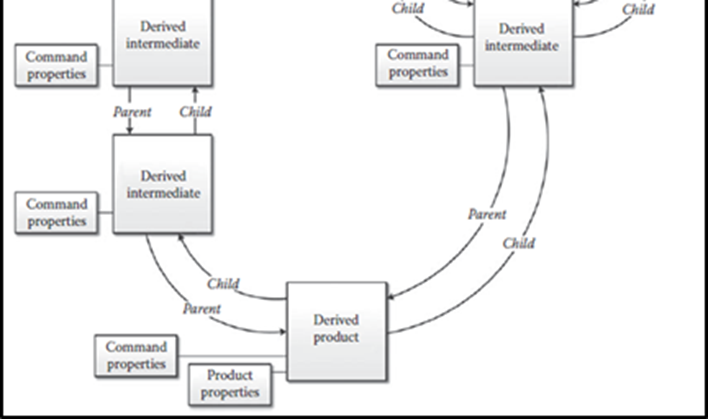 Child
Child
Derived
intermediate
Derived
intermediate
Command
properties
Command
properties
Parent
Child
Derived
intermediate
Command
properties
Parent
Child
Child
Parent
Derived
product
Command
properties
Product
properties